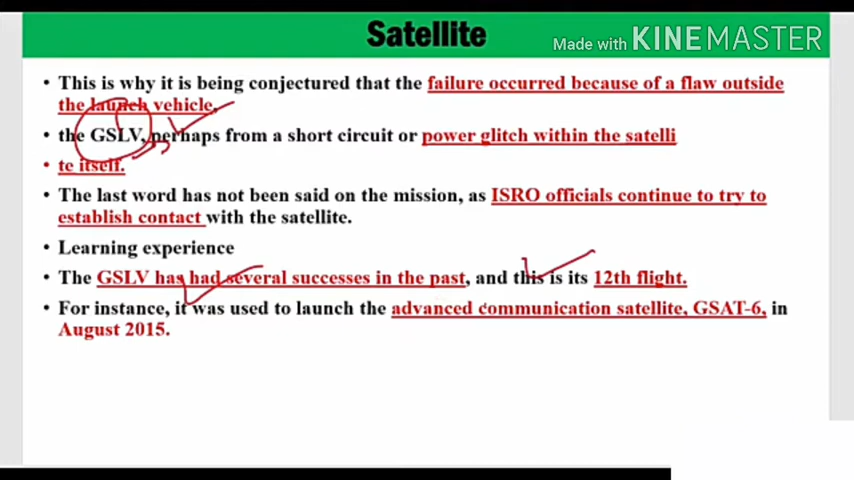 Satellite
Made with KINEMASTER
• This is why it is being conjectured that the failure occurred because of a flaw outside
the launch vehicle,
• the GSLV, perhaps from a short circuit or power glitch within the satelli
• te itself.
• The last word has not been said on the mission, as ISRO officials continue to try to
establish contact with the satellite.
• Learning experience
• The GSLV has had several successes in the past, and this is its 12th flight.
• For instance, it was used to launch the advanced communication satellite, GSAT-6, in
August 2015.